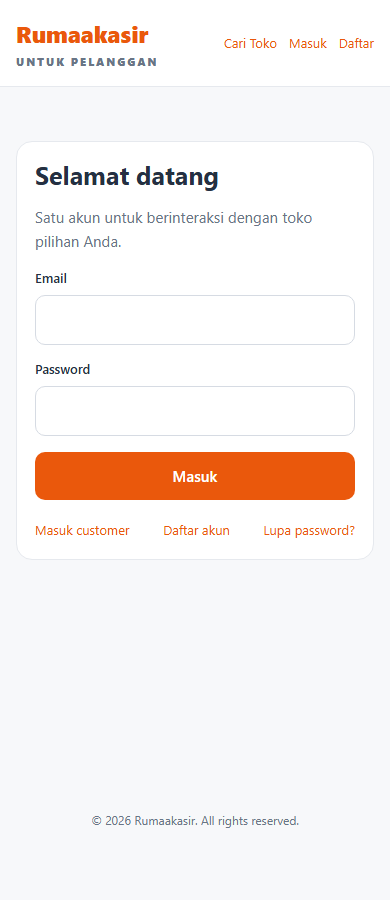 Rumaakasir
UNTUK PELANGGAN
Cari Toko Masuk Daftar
Selamat datang
Satu akun untuk berinteraksi dengan toko
pilihan Anda.
Email
Password
Masuk
Masuk customer Daftar akun Lupa password?
© 2026 Rumaakasir. All rights reserved.